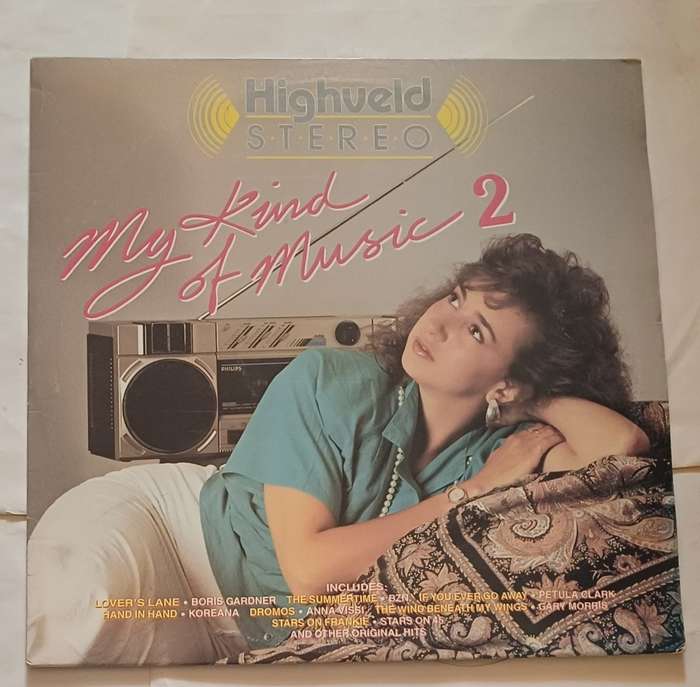 Highveld
S·T·E·R·E·O
My Kind
of Music 2
PHILIPS
INCLUDES:
LOVER'S LANE • BORIS GARDNER THE SUMMERTIME • BZN IF YOU EVER GO AWAY • PETULA CLARK
HAND IN HAND • KOREANA DROMOS • ANNA VISSI THE WIND BENEATH MY WINGS • GARY MORRIS
STARS ON FRANKIE • STARS ON 45
AND OTHER ORIGINAL HITS